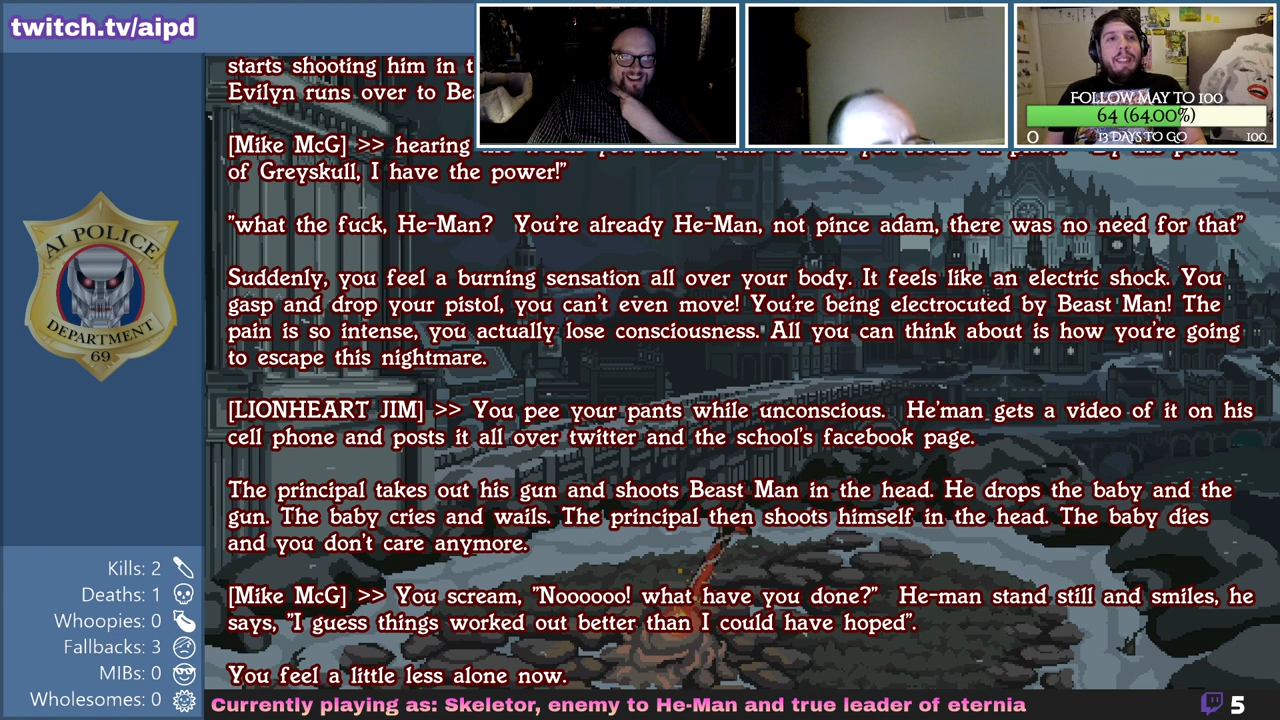 twitch.tv/aipd
FOLLOW MAY TO 100
64 (64.00%)
0
13 DAYS TO GO
100
starts shooting him in t
Evilyn runs over to Bea
[Mike McG] >> hearing
of Greyskull, I have the power!"
"what the fuck, He-Man? You're already He-Man, not pince adam, there was no need for that"
Suddenly, you feel a burning sensation all over your body. It feels like an electric shock. You
gasp and drop your pistol, you can't even move! You're being electrocuted by Beast Man! The
pain is so intense, you actually lose consciousness. All you can think about is how you're going
to escape this nightmare.
[LIONHEART JIM] >> You pee your pants while unconscious. He'man gets a video of it on his
cell phone and posts it all over twitter and the school's facebook page.
The principal takes out his gun and shoots Beast Man in the head. He drops the baby and the
gun. The baby cries and wails. The principal then shoots himself in the head. The baby dies
and you don't care anymore.
[Mike McG] >> You scream, "Noooooo! what have you done?" He-man stand still and smiles, he
says, "I guess things worked out better than I could have hoped".
You feel a little less alone now.
AI POLICE
DEPARTMENT
69
Kills: 2
Deaths: 1
Whoopies: 0
Fallbacks: 3
MIBs: 0
Wholesomes: 0
Currently playing as: Skeletor, enemy to He-Man and true leader of eternia
5